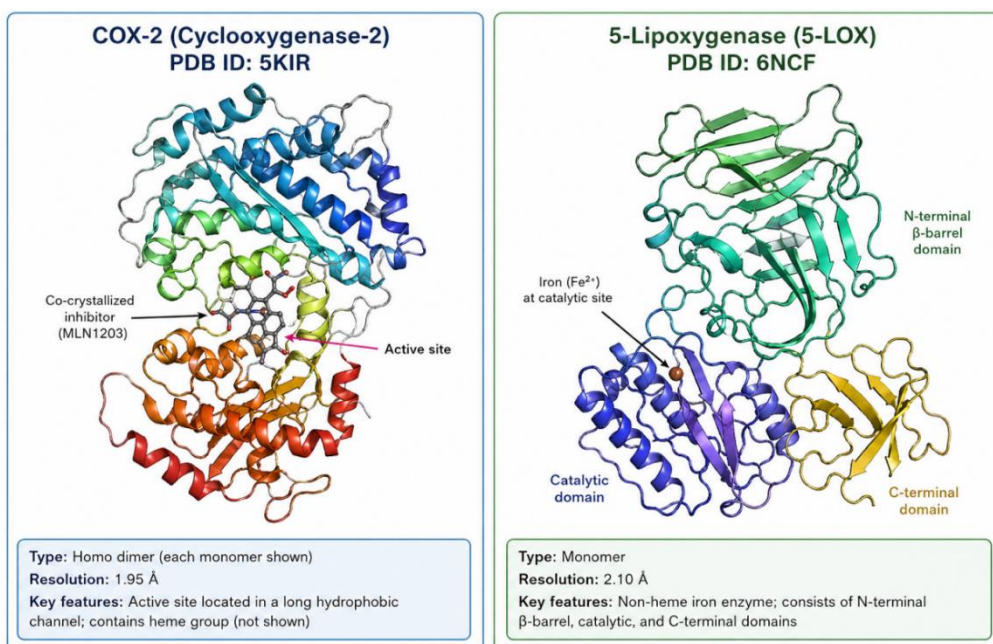 COX-2 (Cyclooxygenase-2)
PDB ID: 5KIR
Co-crystallized
inhibitor
(MLN1203)
Active site
Type: Homo dimer (each monomer shown)
Resolution: 1.95 Å
Key features: Active site located in a long hydrophobic
channel; contains heme group (not shown)
5-Lipoxygenase (5-LOX)
PDB ID: 6NCF
N-terminal
β-barrel
domain
Iron (Fe²⁺)
at catalytic site
Catalytic
domain
C-terminal
domain
Type: Monomer
Resolution: 2.10 Å
Key features: Non-heme iron enzyme; consists of N-terminal
β-barrel, catalytic, and C-terminal domains